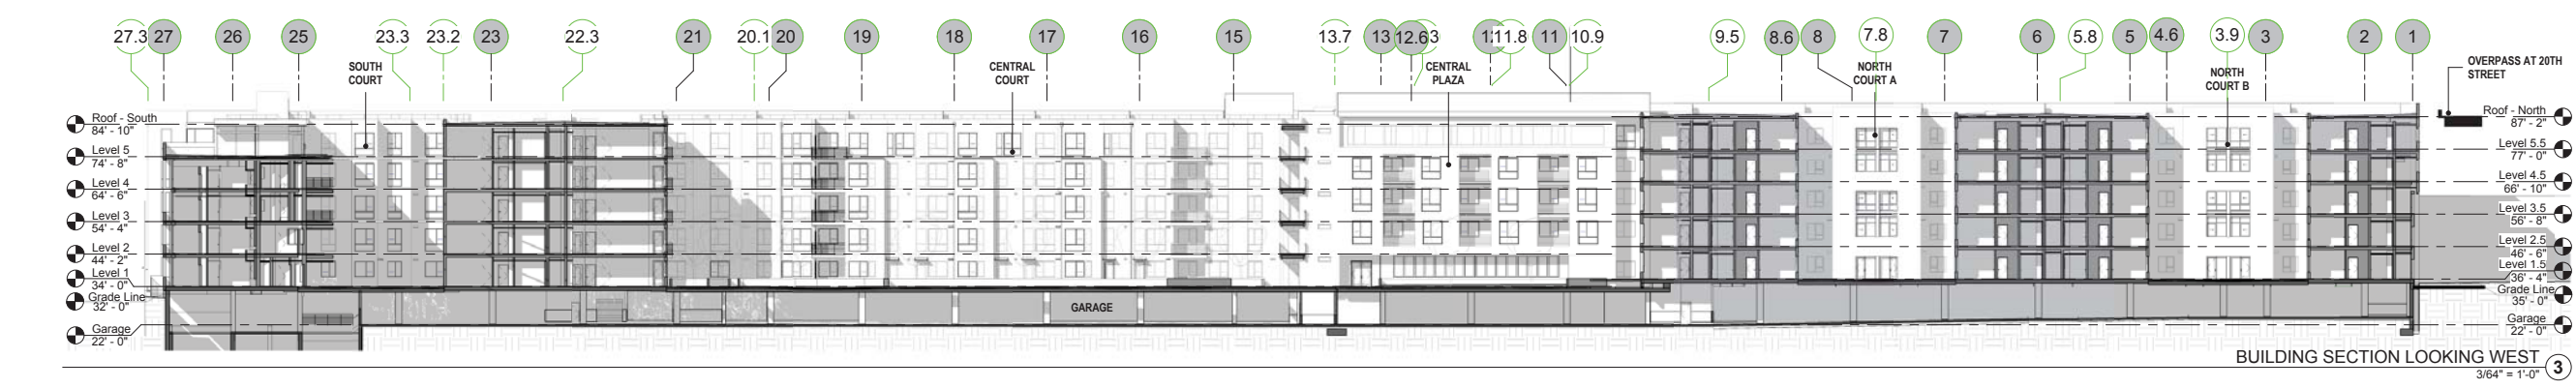 27.3 27 26 25 23.3 23.2 23 22.3 21 20.1 20 19 18 17 16 15 13.7 13 12.6 11.8 11 10.9 9.5 8.6 8 7.8 7 6 5.8 5 4.6 3.9 3 2 1
SOUTH
COURT
CENTRAL
COURT
CENTRAL
PLAZA
NORTH
COURT A
NORTH
COURT B
OVERPASS AT 20TH
STREET
Roof - South
84' - 10"
Level 5
74' - 8"
Level 4
64' - 6"
Level 3
54' - 4"
Level 2
44' - 2"
Level 1
34' - 0"
Grade Line
32' - 0"
Garage
22' - 0"
GARAGE
Roof - North
87' - 2"
Level 5.5
77' - 0"
Level 4.5
66' - 10"
Level 3.5
56' - 8"
Level 2.5
46' - 6"
Level 1.5
36' - 4"
Grade Line
35' - 0"
Garage
22' - 0"
BUILDING SECTION LOOKING WEST
3/64" = 1'-0"
3